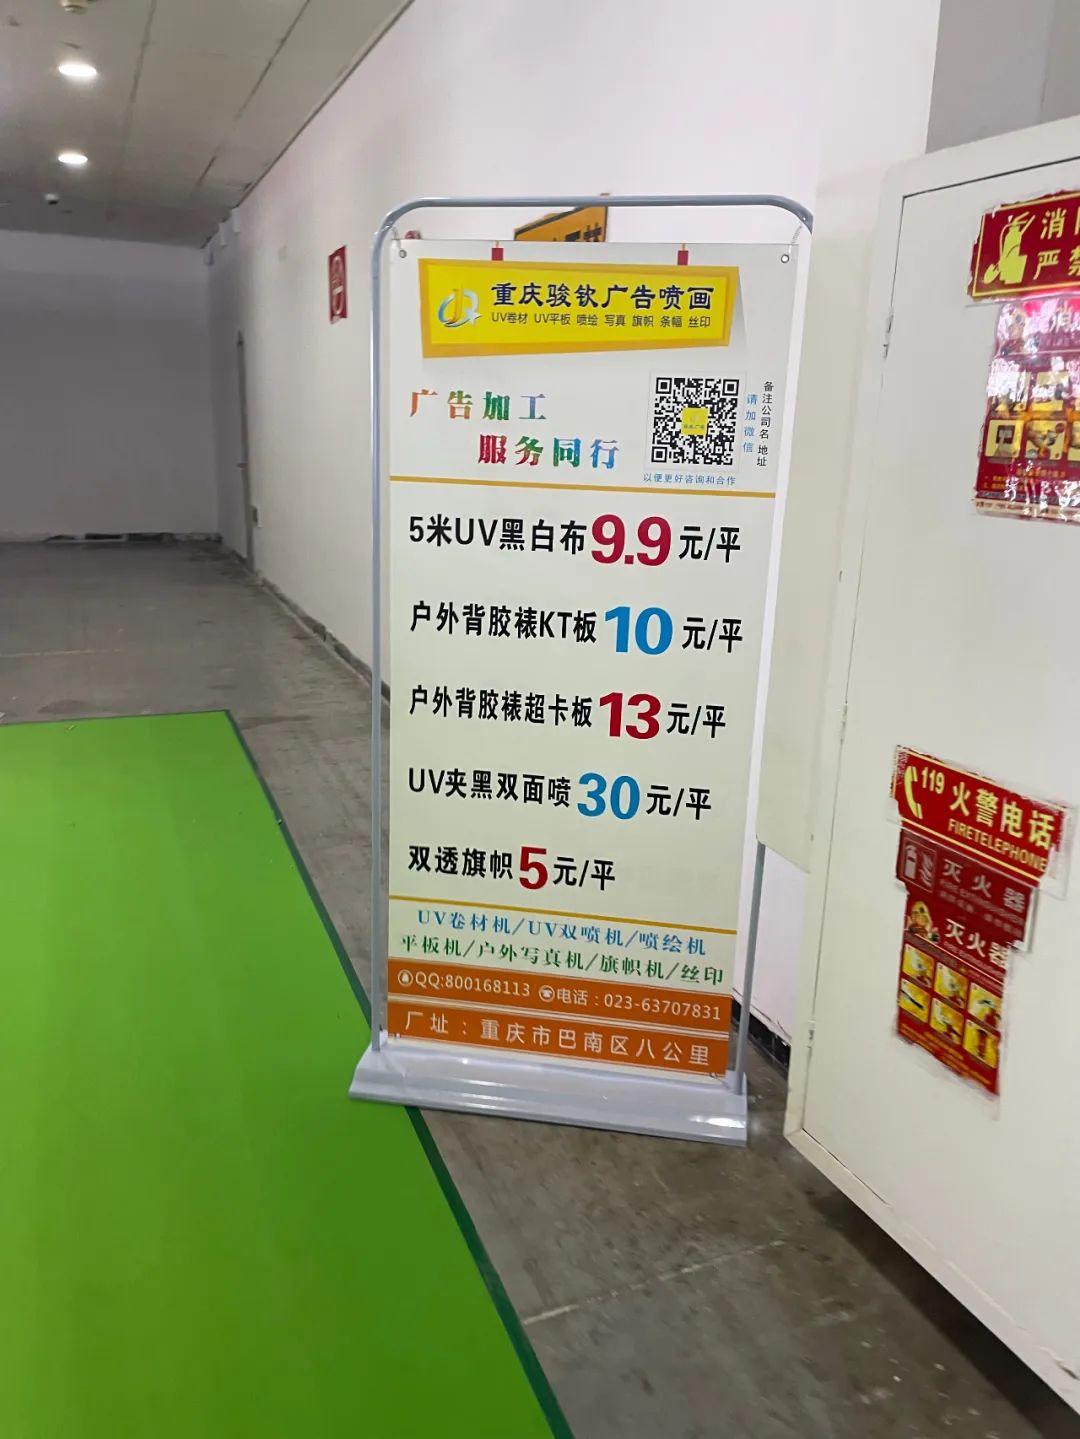 重庆骏钦广告喷画
UV卷材 UV平板 喷绘 写真 旗帜 条幅 丝印
广告加工
服务同行
备注公司名 地址
请加微信
以便更好咨询和合作
5米UV黑白布9.9元/平
户外背胶裱KT板10元/平
户外背胶裱超卡板13元/平
UV夹黑双面喷30元/平
双透旗帜5元/平
UV卷材机/UV双喷机/喷绘机
平板机/户外写真机/旗帜机/丝印
QQ:800168113 电话：023-63707831
厂址：重庆市巴南区八公里
消
严禁
119 火警电话
FIRETELEPHONE
灭火器
灭火器